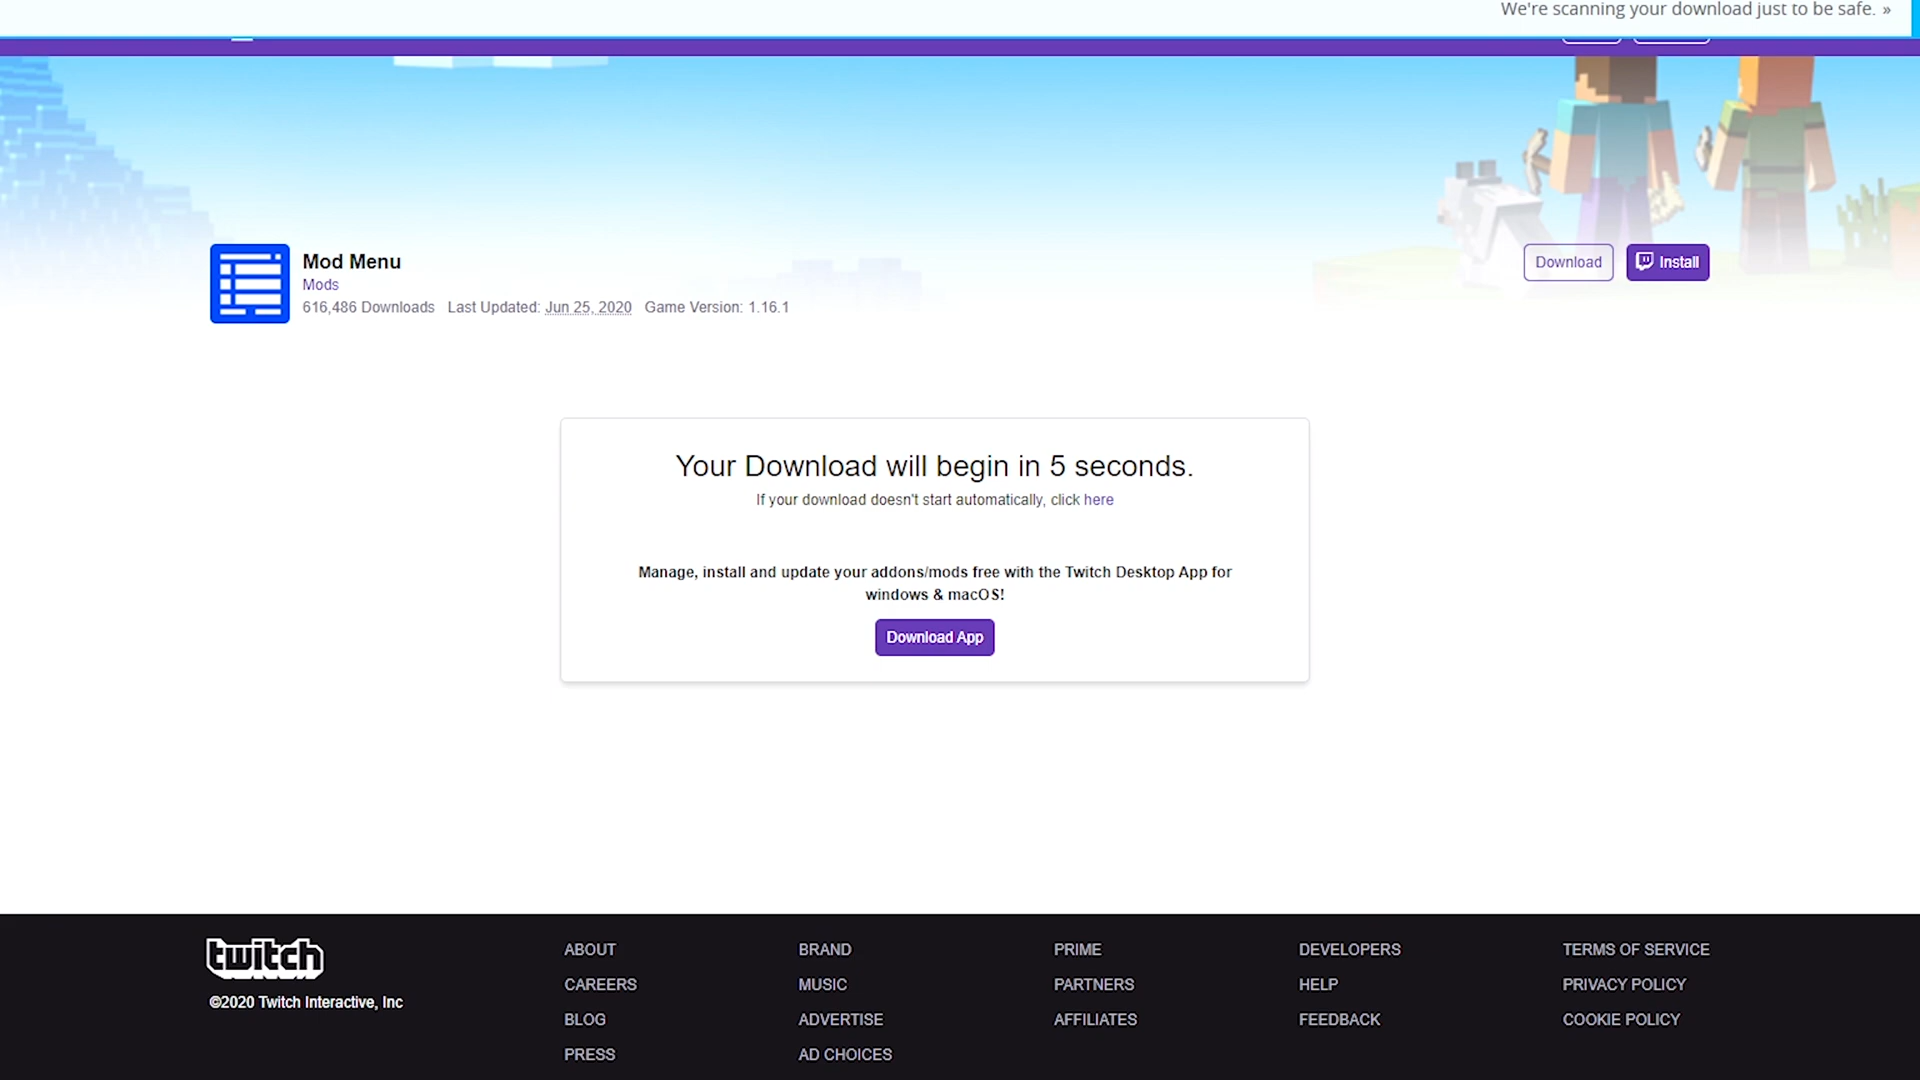 We're scanning your download just to be safe. »
Mod Menu
Mods
616,486 Downloads Last Updated: Jun 25, 2020 Game Version: 1.16.1
Download
Install
Your Download will begin in 5 seconds.
If your download doesn't start automatically, click here
Manage, install and update your addons/mods free with the Twitch Desktop App for
windows & macOS!
Download App
twitch
©2020 Twitch Interactive, Inc
ABOUT
CAREERS
BLOG
PRESS
BRAND
MUSIC
ADVERTISE
AD CHOICES
PRIME
PARTNERS
AFFILIATES
DEVELOPERS
HELP
FEEDBACK
TERMS OF SERVICE
PRIVACY POLICY
COOKIE POLICY